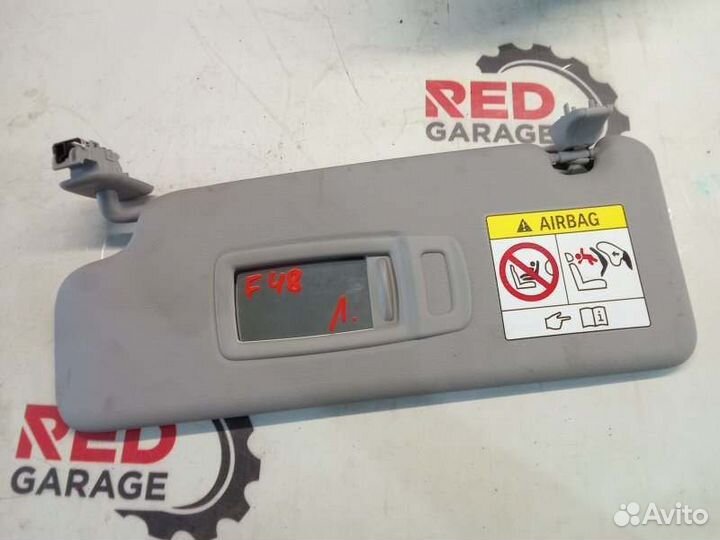 RED
GARAGE
AIRBAG
F48
Л.
RED
GARAGE
Avito